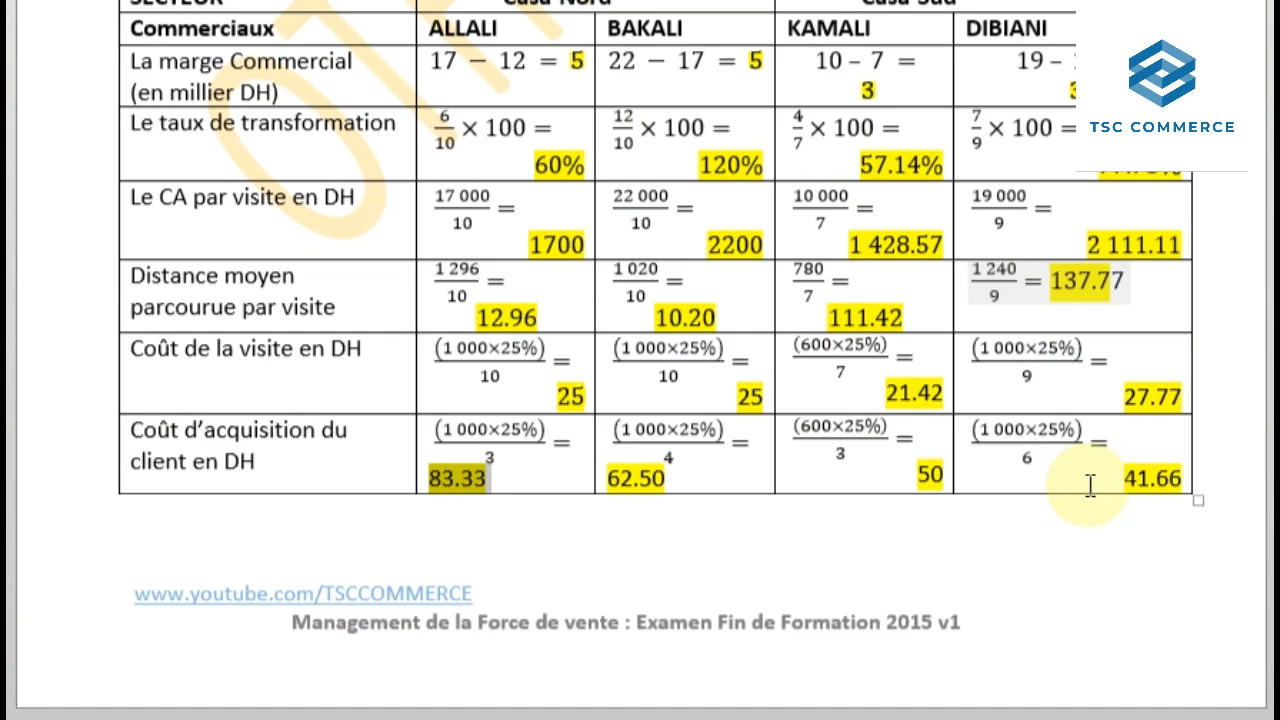 SECTEUR Casa Nord Casa Sud
Commerciaux ALLALI BAKALI KAMALI DIBIANI
La marge Commercial (en millier DH) 17 − 12 = 5 22 − 17 = 5 10 – 7 = 3 19 –
Le taux de transformation 6/10 × 100 = 60% 12/10 × 100 = 120% 4/7 × 100 = 57.14% 7/9 × 100 =
Le CA par visite en DH 17 000/10 = 1700 22 000/10 = 2200 10 000/7 = 1 428.57 19 000/9 = 2 111.11
Distance moyen parcourue par visite 1 296/10 = 12.96 1 020/10 = 10.20 780/7 = 111.42 1 240/9 = 137.77
Coût de la visite en DH (1 000×25%)/10 = 25 (1 000×25%)/10 = 25 (600×25%)/7 = 21.42 (1 000×25%)/9 = 27.77
Coût d’acquisition du client en DH (1 000×25%)/3 = 83.33 (1 000×25%)/4 = 62.50 (600×25%)/3 = 50 (1 000×25%)/6 = 41.66
TSC COMMERCE
www.youtube.com/TSCCOMMERCE
Management de la Force de vente : Examen Fin de Formation 2015 v1